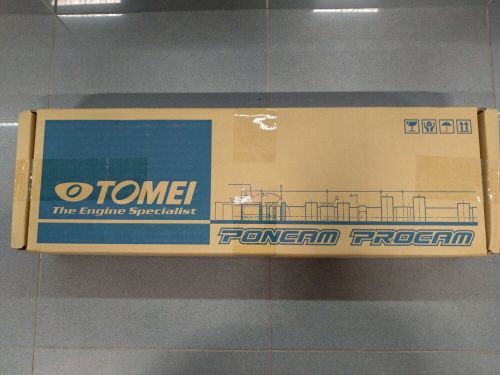 TOMEI
The Engine Specialist
PONCAM PROCAM